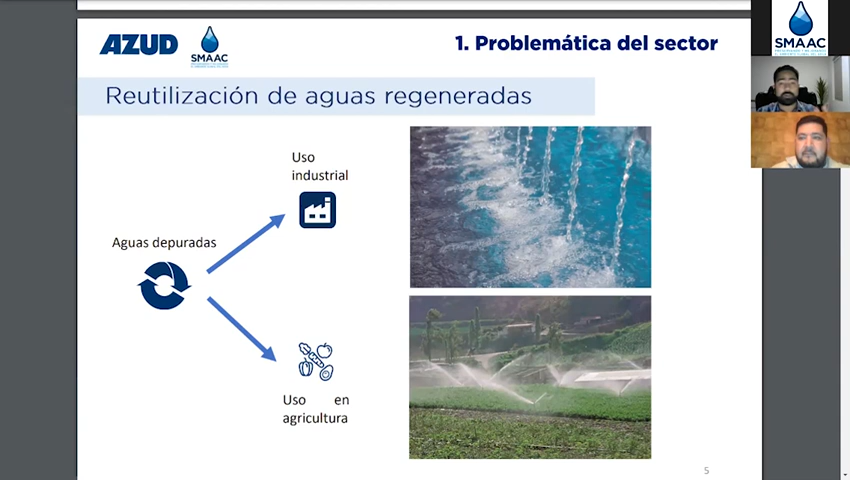 AZUD
SMAAC
1. Problemática del sector
SMAAC
Reutilización de aguas regeneradas
Uso
industrial
Aguas depuradas
Uso en
agricultura
5